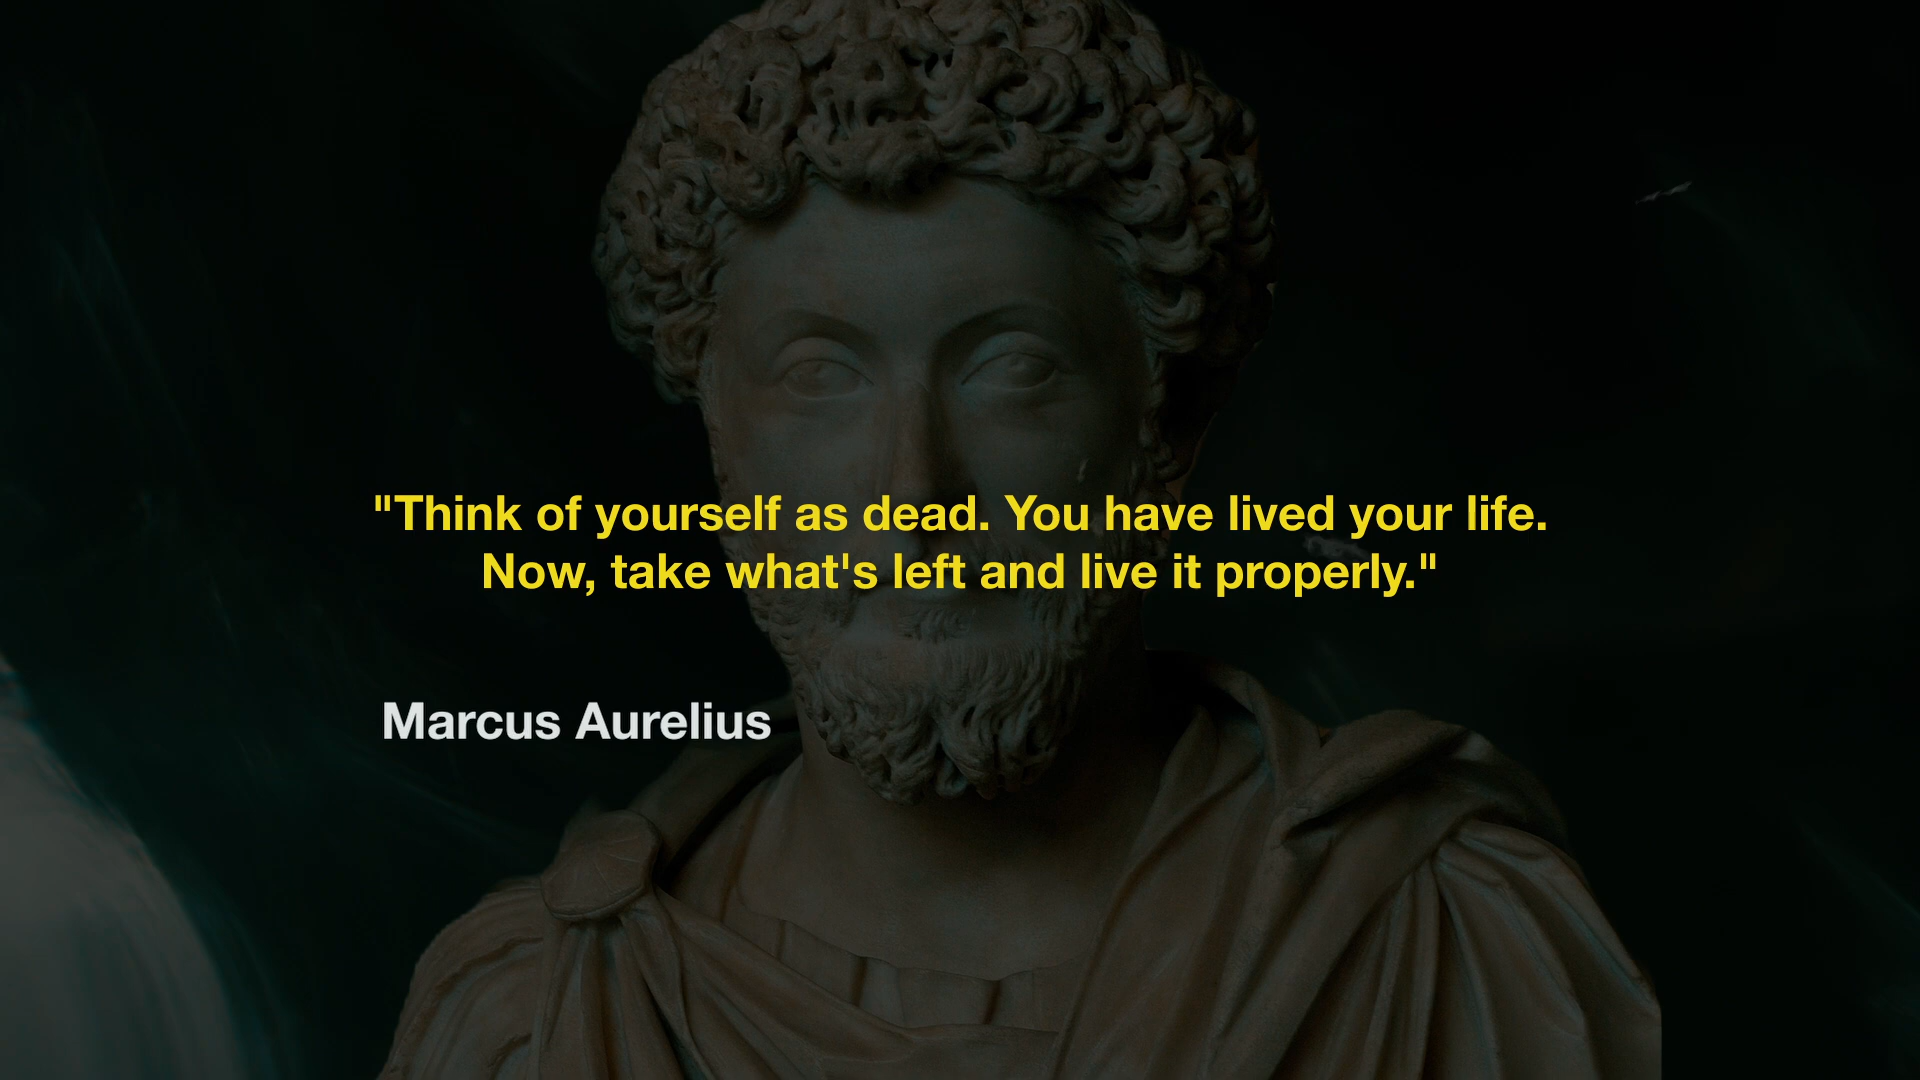 "Think of yourself as dead. You have lived your life.
Now, take what's left and live it properly."
Marcus Aurelius